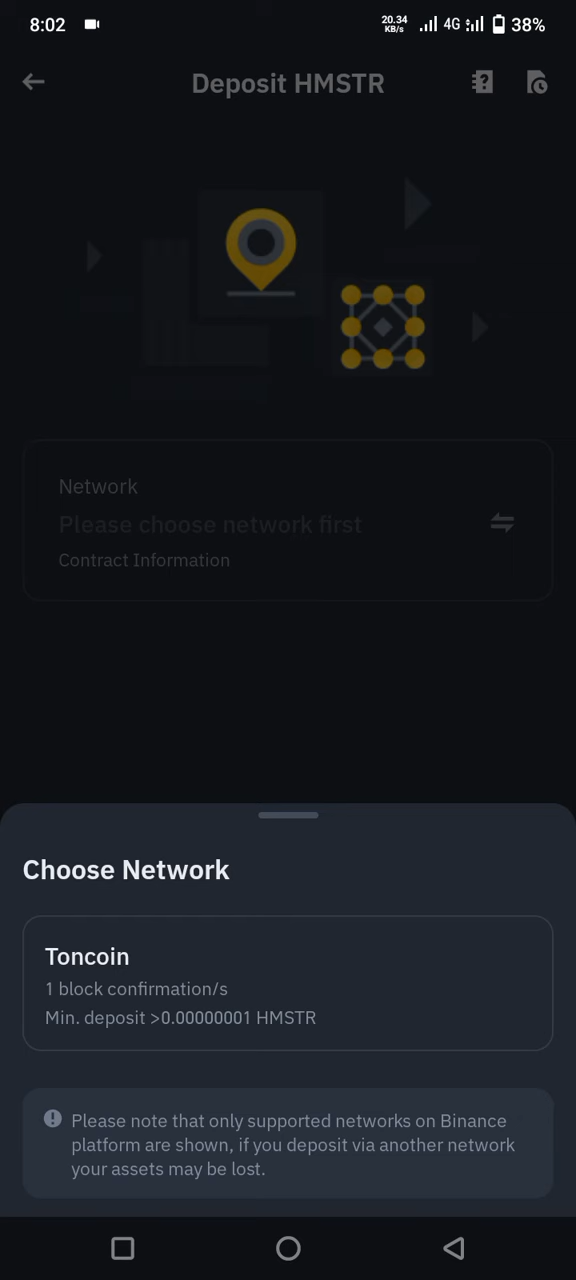 8:02
20.34
KB/s
4G
38%
Deposit HMSTR
Network
Please choose network first
Contract Information
Choose Network
Toncoin
1 block confirmation/s
Min. deposit >0.00000001 HMSTR
Please note that only supported networks on Binance
platform are shown, if you deposit via another network
your assets may be lost.